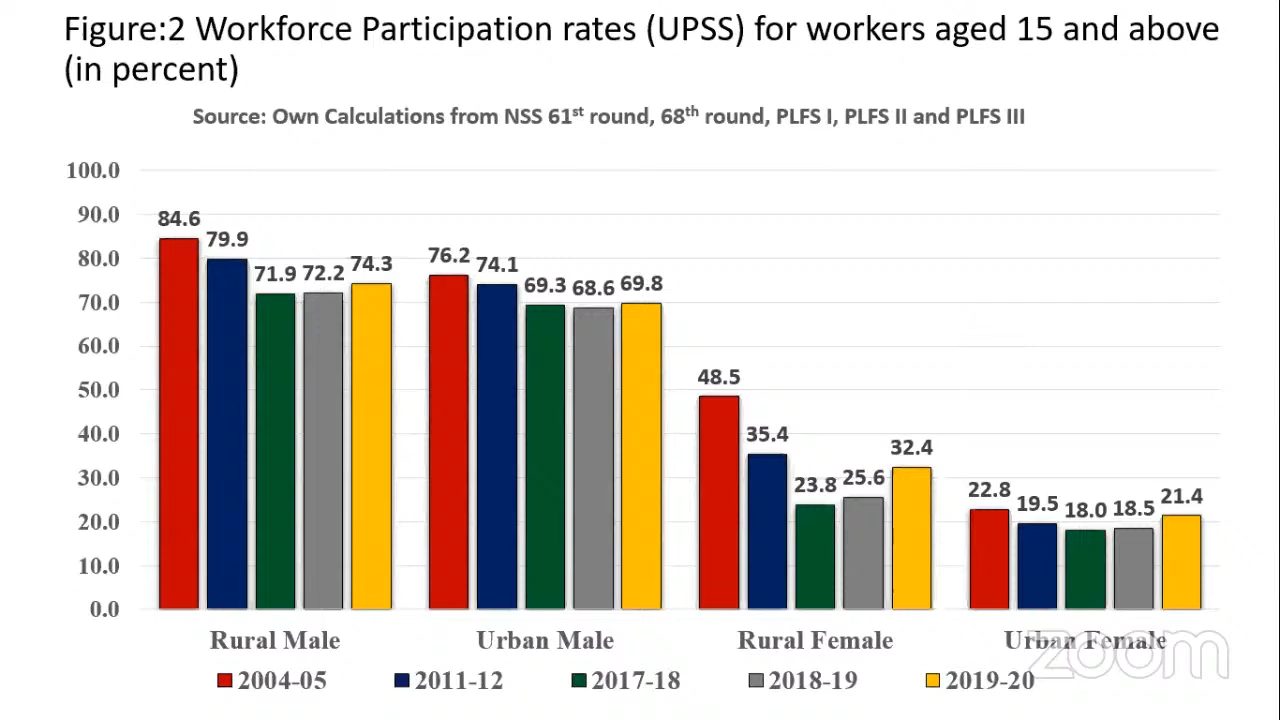 Figure:2 Workforce Participation rates (UPSS) for workers aged 15 and above
(in percent)
Source: Own Calculations from NSS 61st round, 68th round, PLFS I, PLFS II and PLFS III
100.0
90.0
80.0
70.0
60.0
50.0
40.0
30.0
20.0
10.0
0.0
84.6 79.9 71.9 72.2 74.3
76.2 74.1 69.3 68.6 69.8
48.5 35.4 23.8 25.6 32.4
22.8 19.5 18.0 18.5 21.4
Rural Male Urban Male Rural Female Urban Female
2004-05 2011-12 2017-18 2018-19 2019-20
zoom